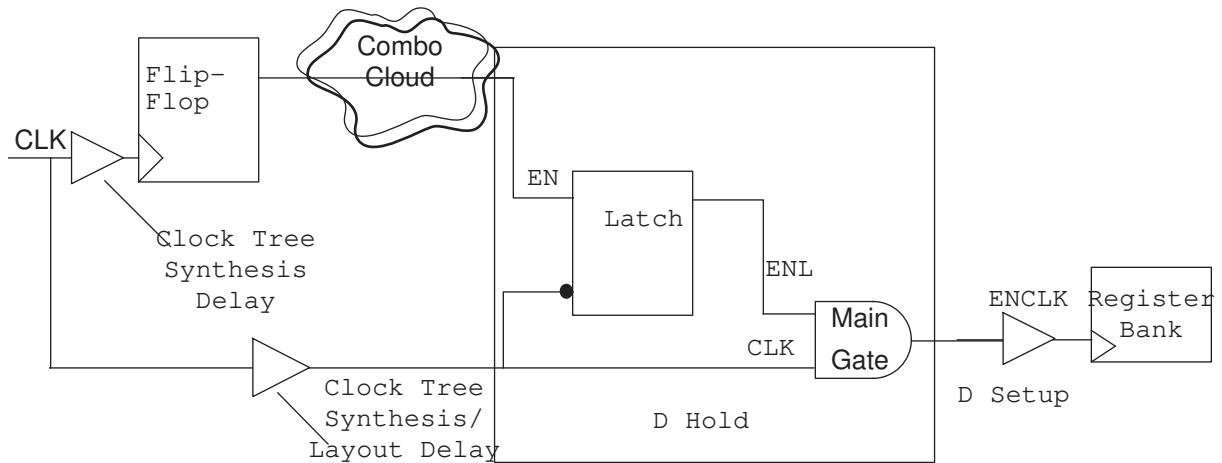 Combo
Cloud
Flip-
Flop
CLK
EN
Latch
Clock Tree
Synthesis
Delay
ENL
ENCLK
Register
Bank
Main
Gate
CLK
Clock Tree
Synthesis/
Layout Delay
D Hold
D Setup